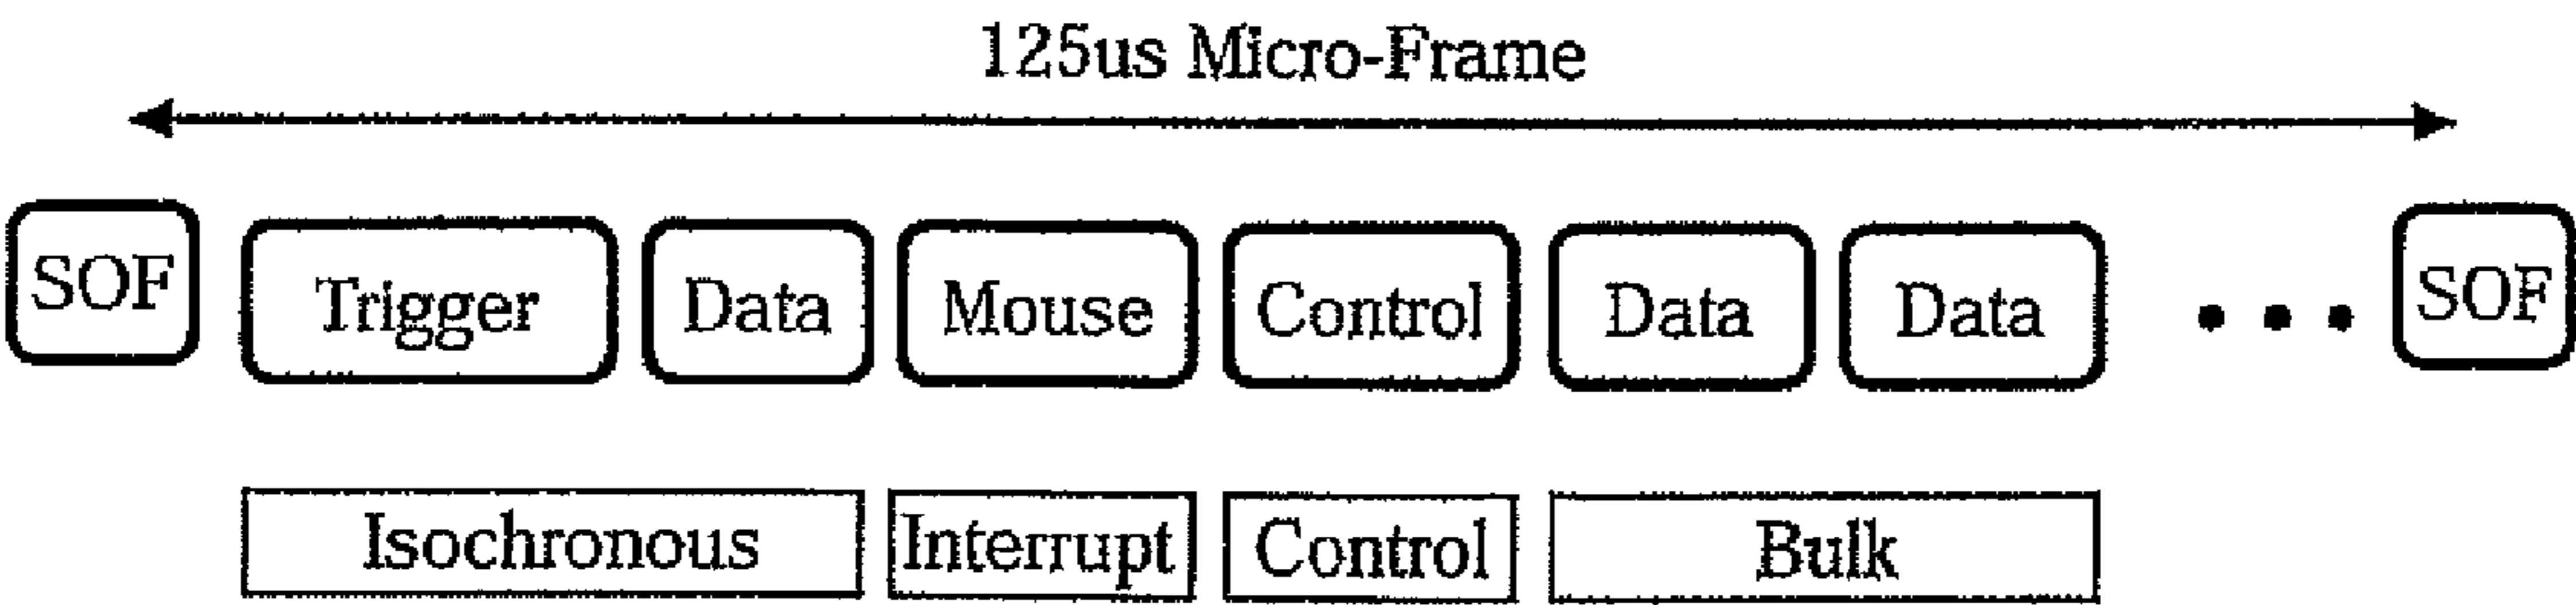 125us Micro-Frame
SOF Trigger Data Mouse Control Data Data SOF
Isochronous Interrupt Control Bulk